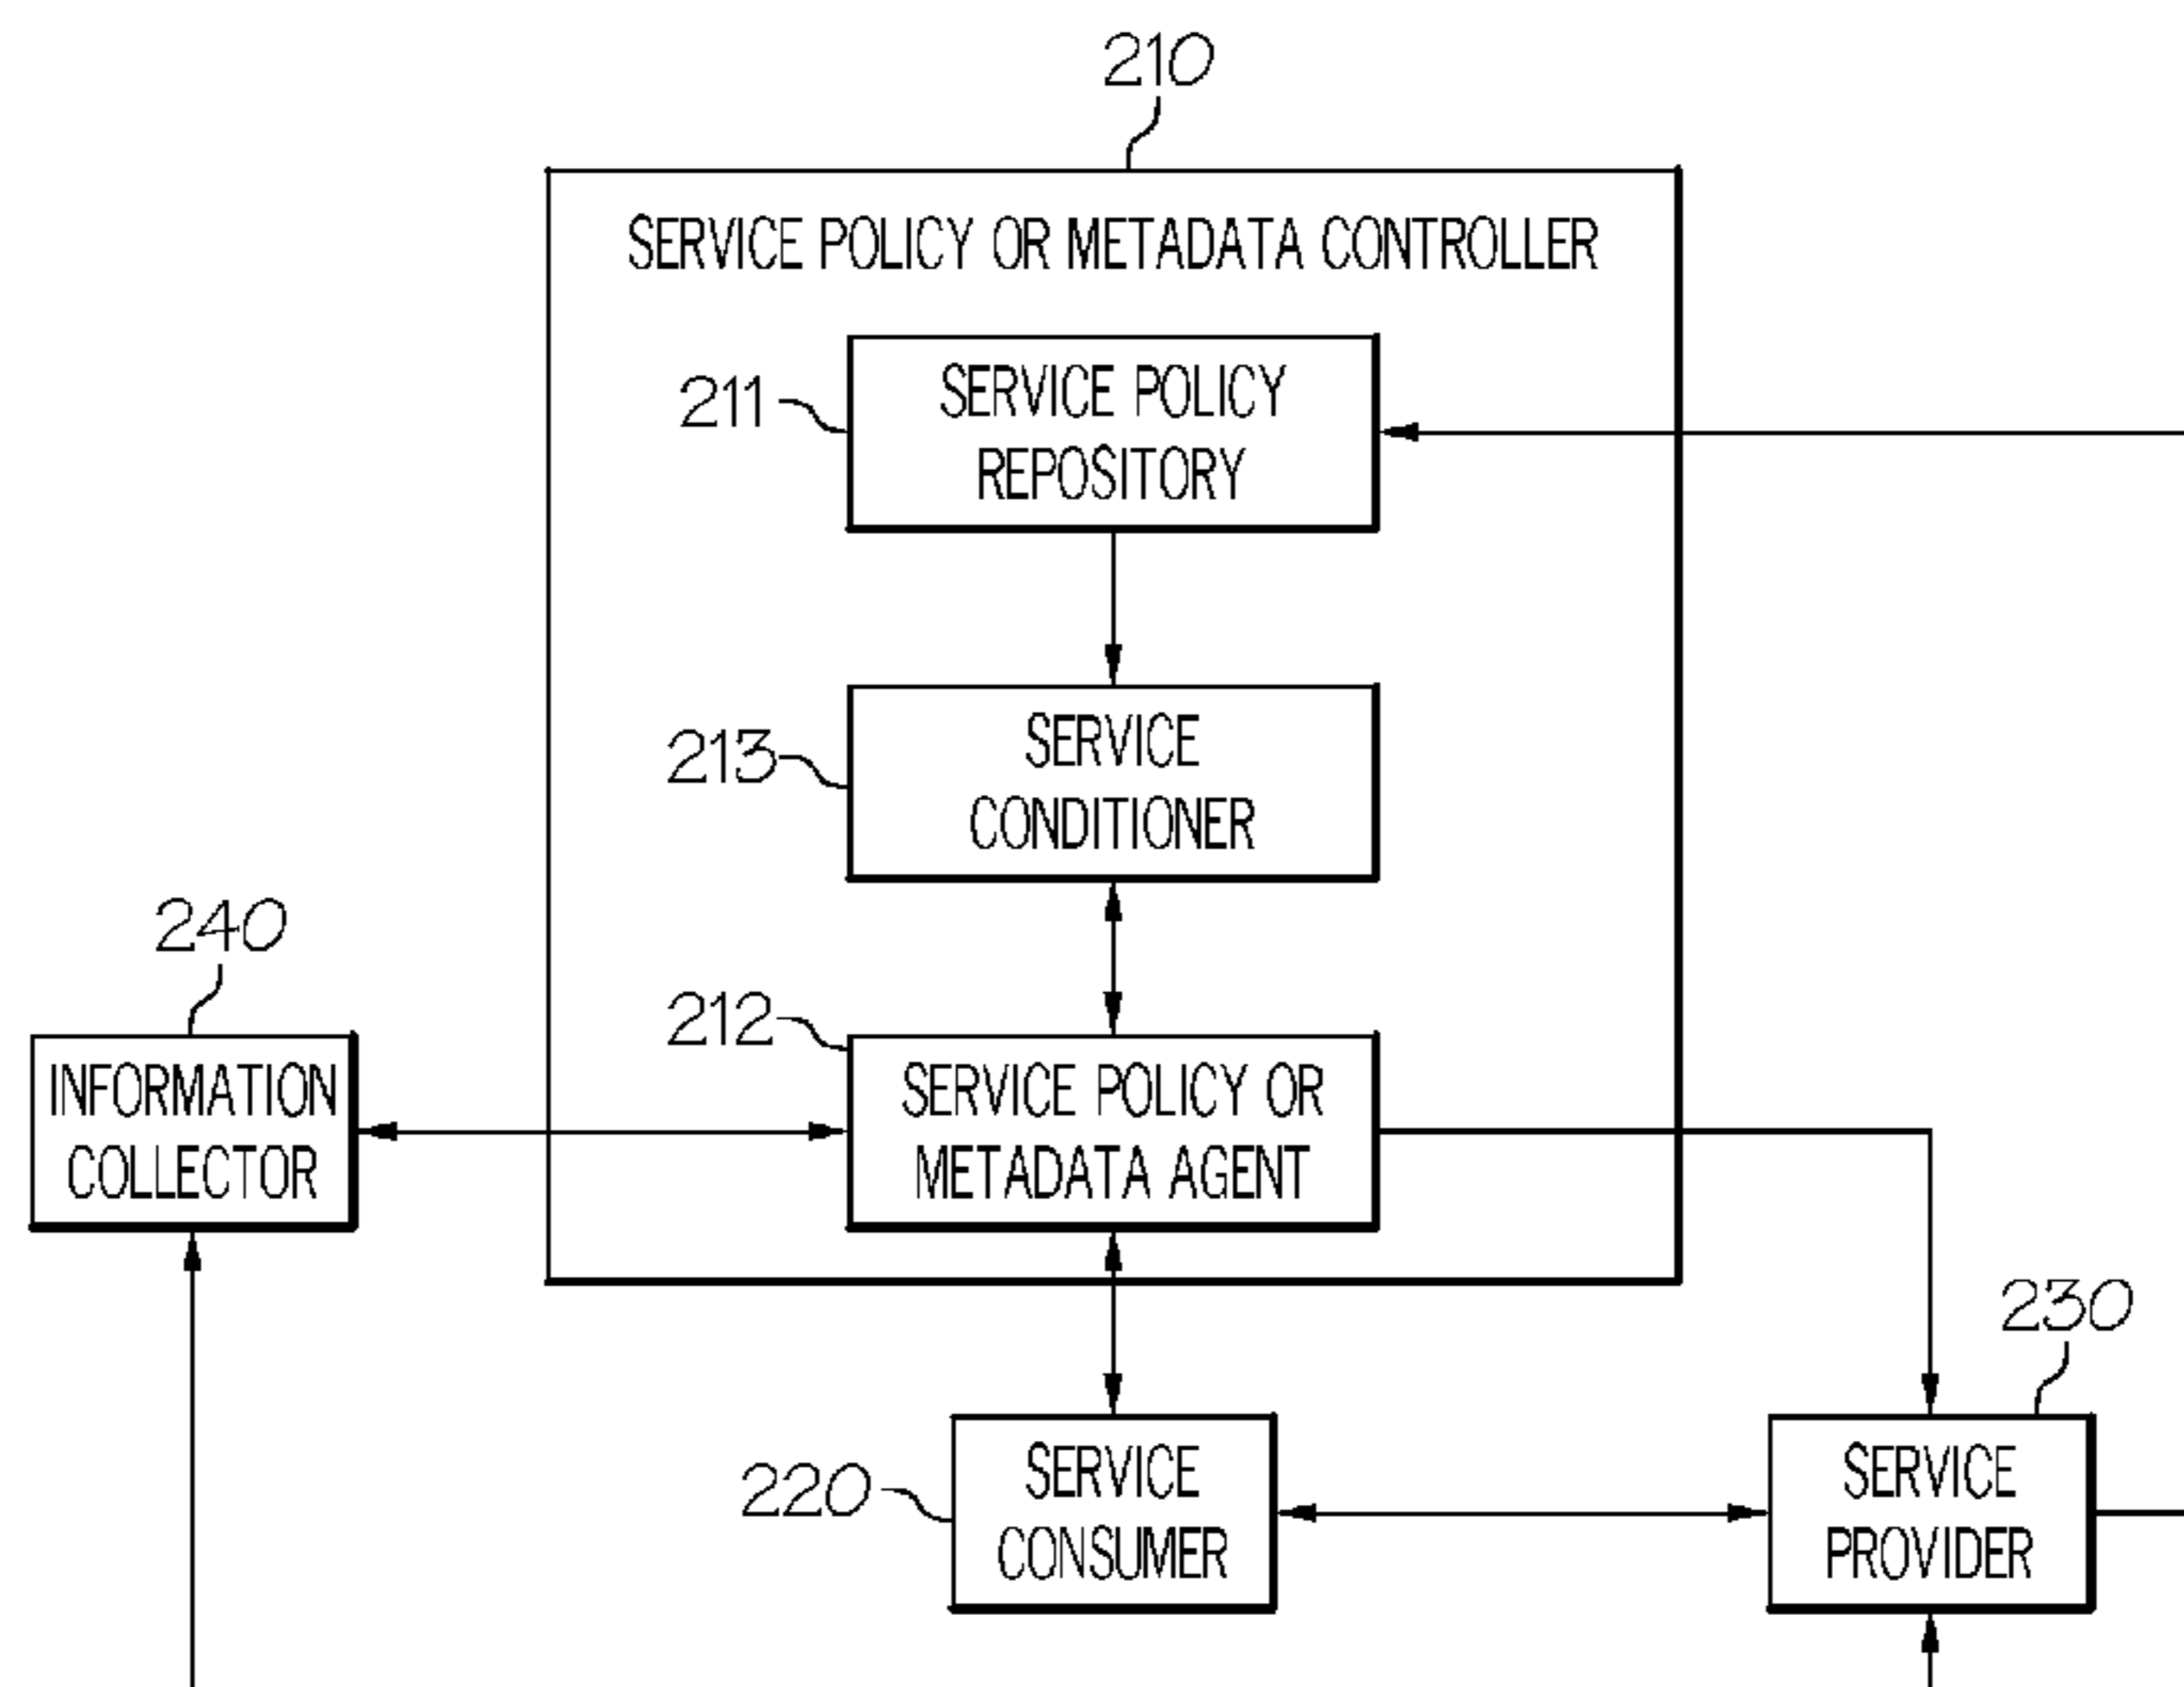 210
SERVICE POLICY OR METADATA CONTROLLER
211
SERVICE POLICY
REPOSITORY
213
SERVICE
CONDITIONER
240
212
INFORMATION
COLLECTOR
SERVICE POLICY OR
METADATA AGENT
230
220
SERVICE
CONSUMER
SERVICE
PROVIDER